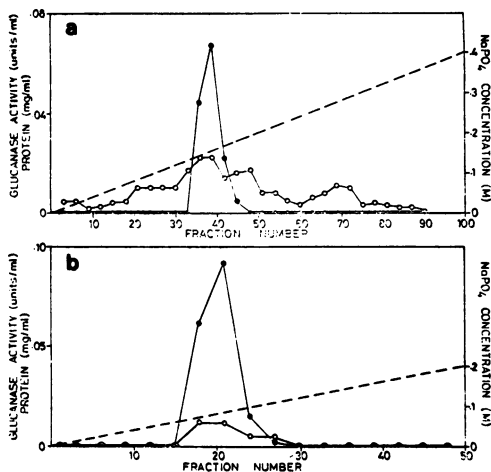 a
.08
.04
0
GLUCANASE ACTIVITY (units/ml)
PROTEIN (mg/ml)
.4
.3
.2
.1
0
NaPO4 CONCENTRATION (M)
10 20 30 40 50 60 70 80 90 100
FRACTION NUMBER
b
.10
.05
0
GLUCANASE ACTIVITY (units/ml)
PROTEIN (mg/ml)
.2
.1
0
NaPO4 CONCENTRATION (M)
10 20 30 40 50
FRACTION NUMBER